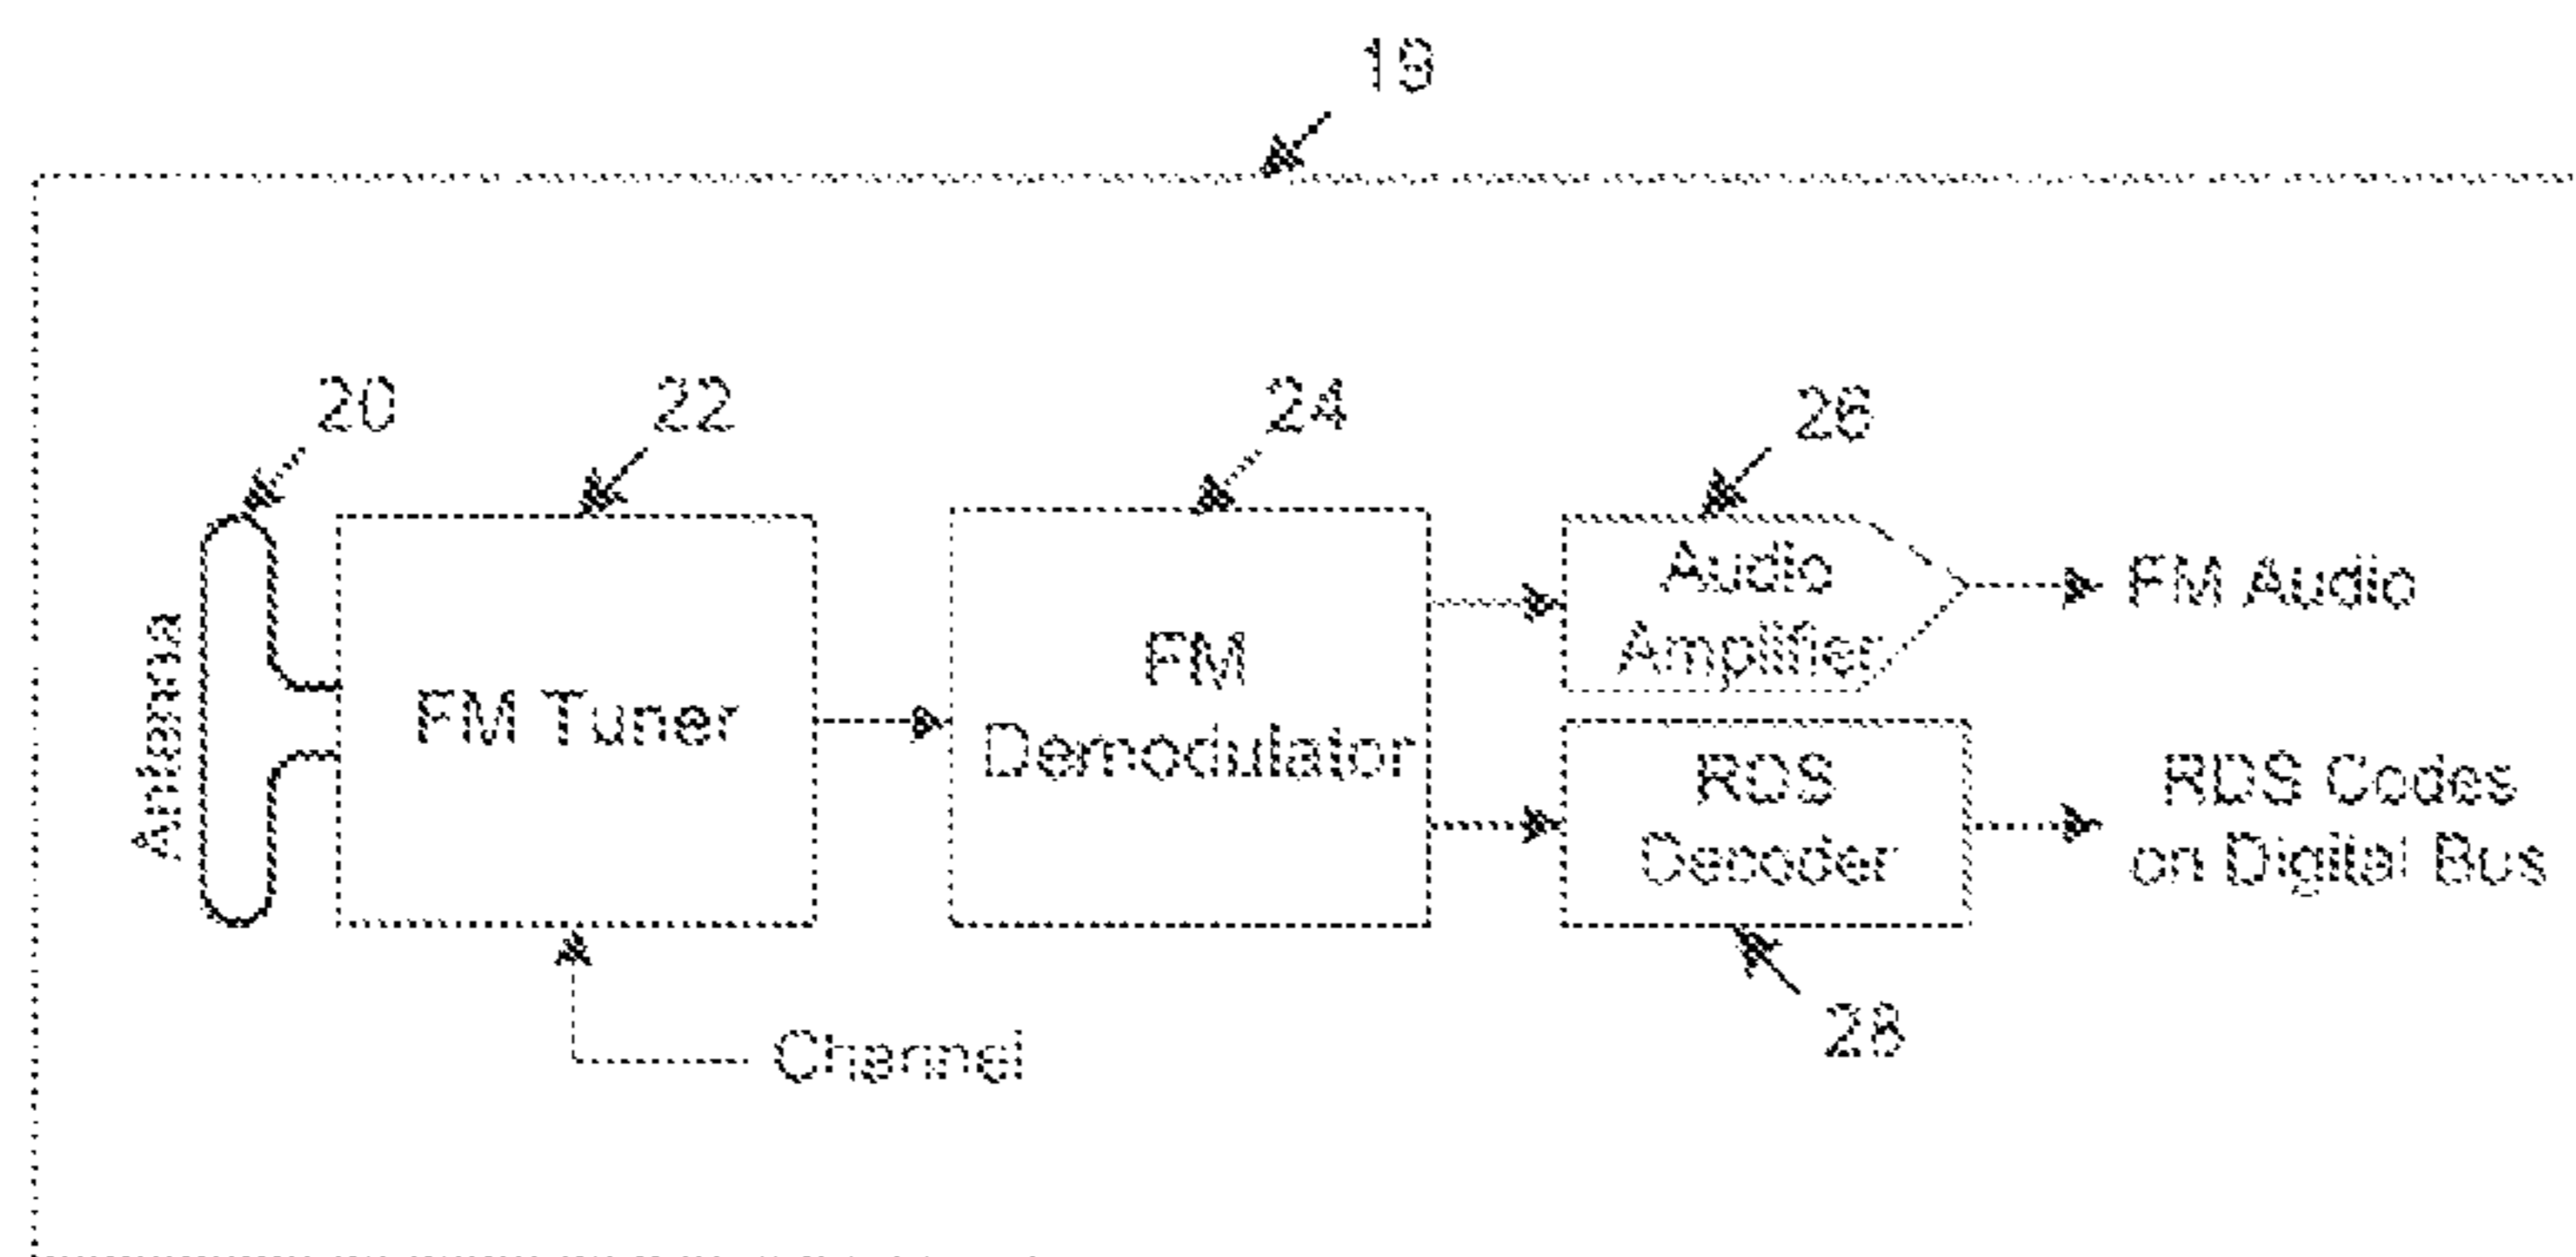 19
20
22
24
26
Antenna
FM Tuner
FM
Demodulator
Audio
Amplifier
FM Audio
RDS
Decoder
RDS Codes
on Digital Bus
Channel
28